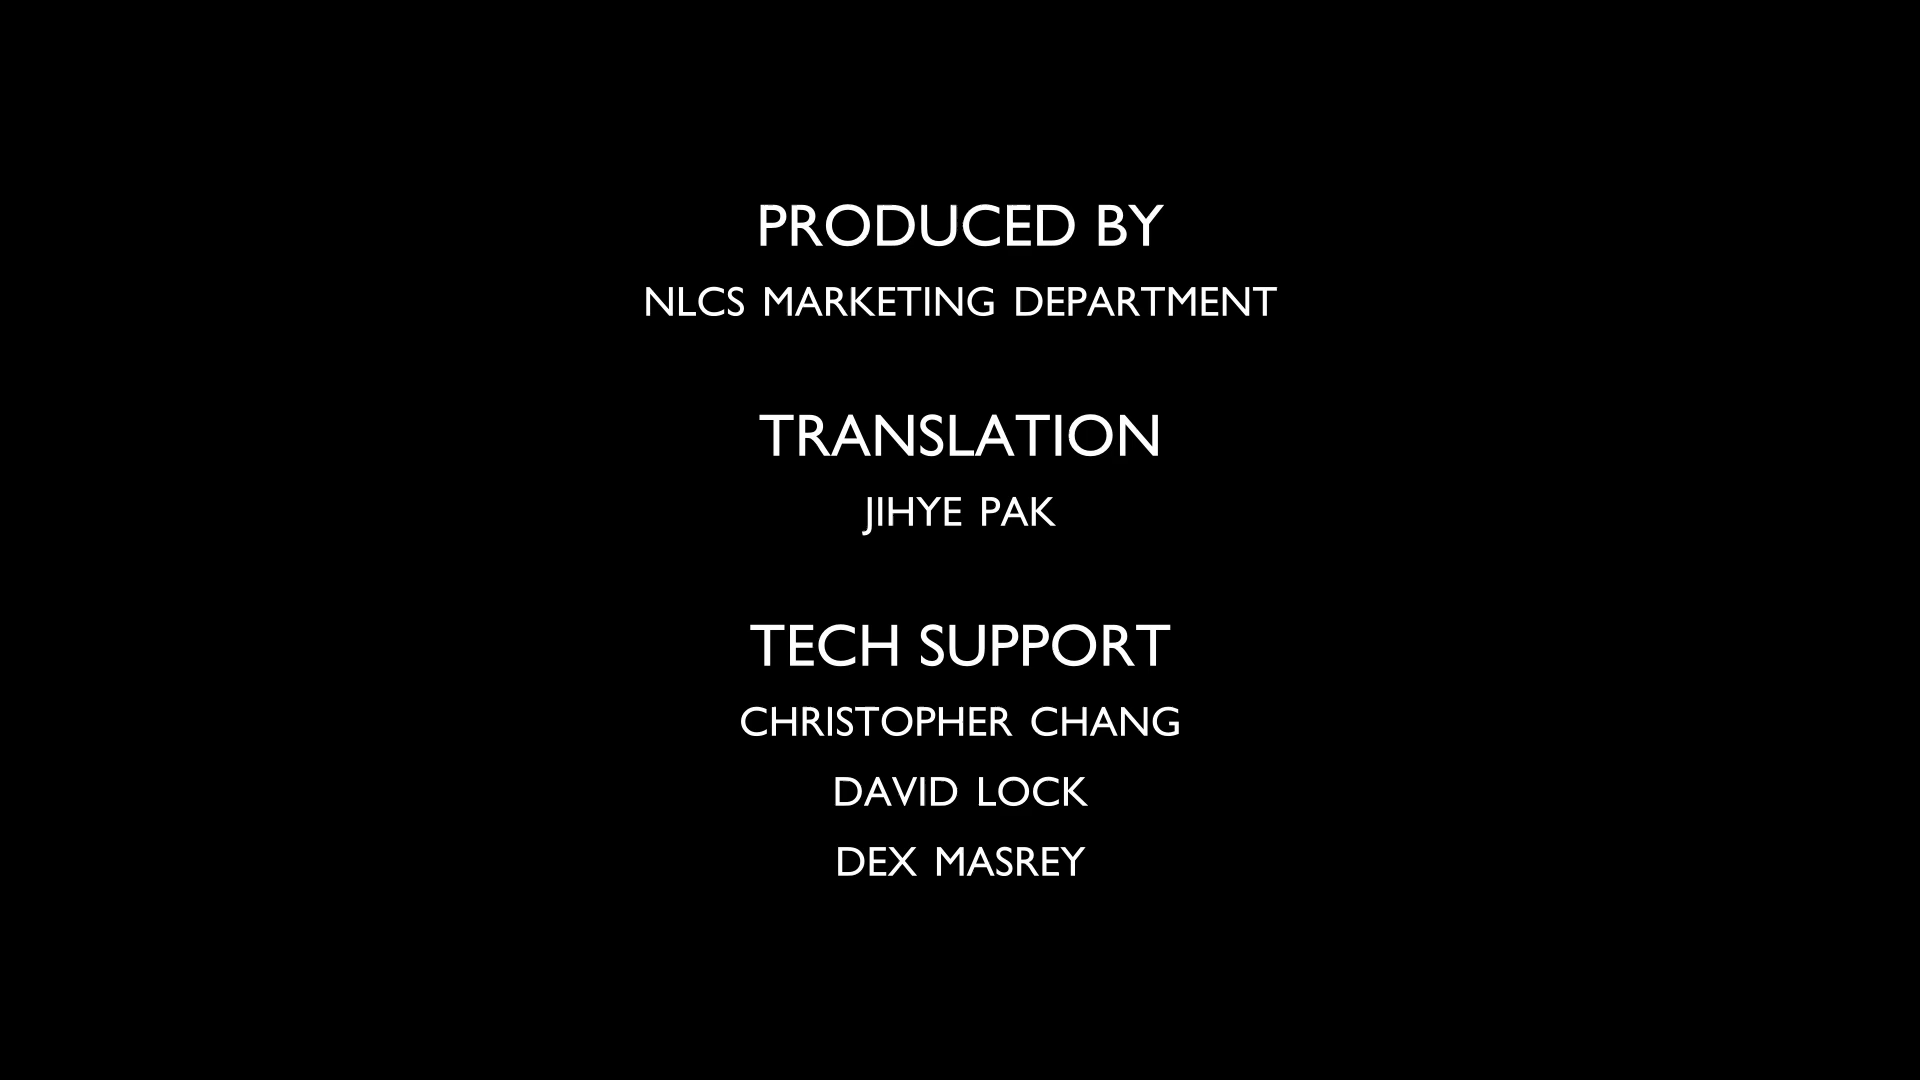 PRODUCED BY
NLCS MARKETING DEPARTMENT
TRANSLATION
JIHYE PAK
TECH SUPPORT
CHRISTOPHER CHANG
DAVID LOCK
DEX MASREY